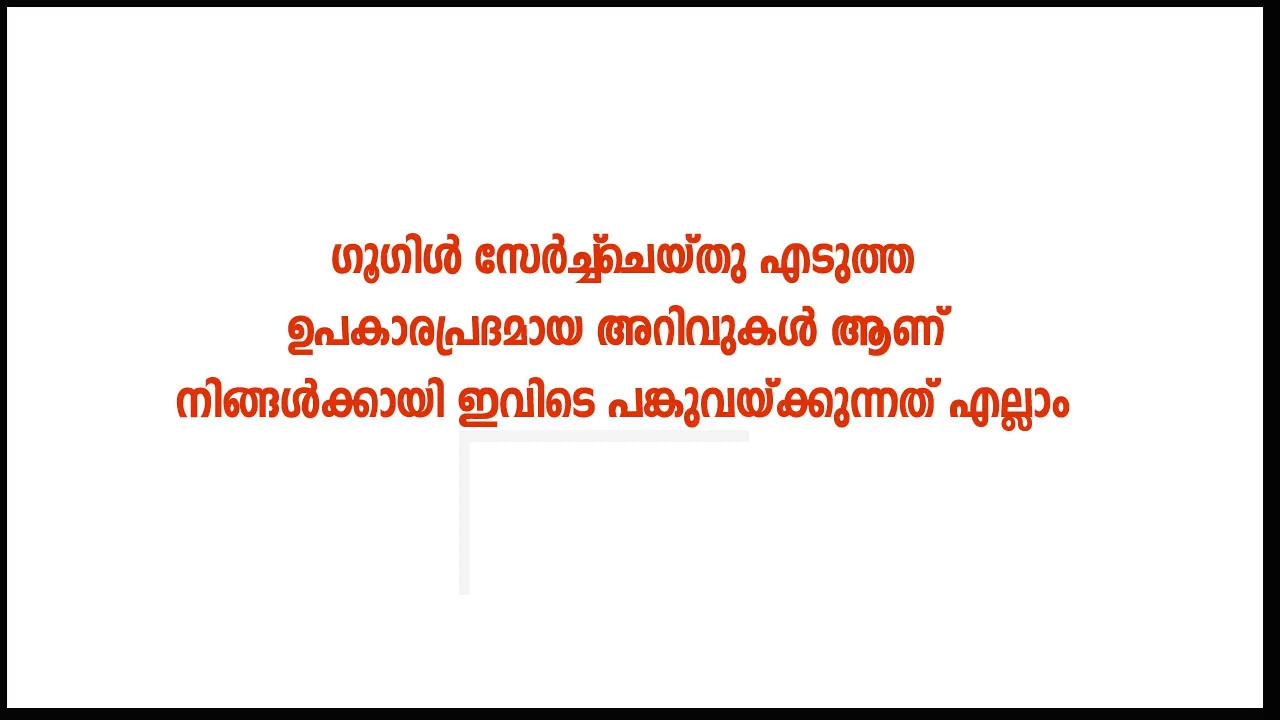 ഗൂഗിൾ സേർച്ച്ചെയ്തു എടുത്ത
ഉപകാരപ്രദമായ അറിവുകൾ ആണ്
നിങ്ങൾക്കായി ഇവിടെ പങ്കുവയ്ക്കുന്നത് എല്ലാം